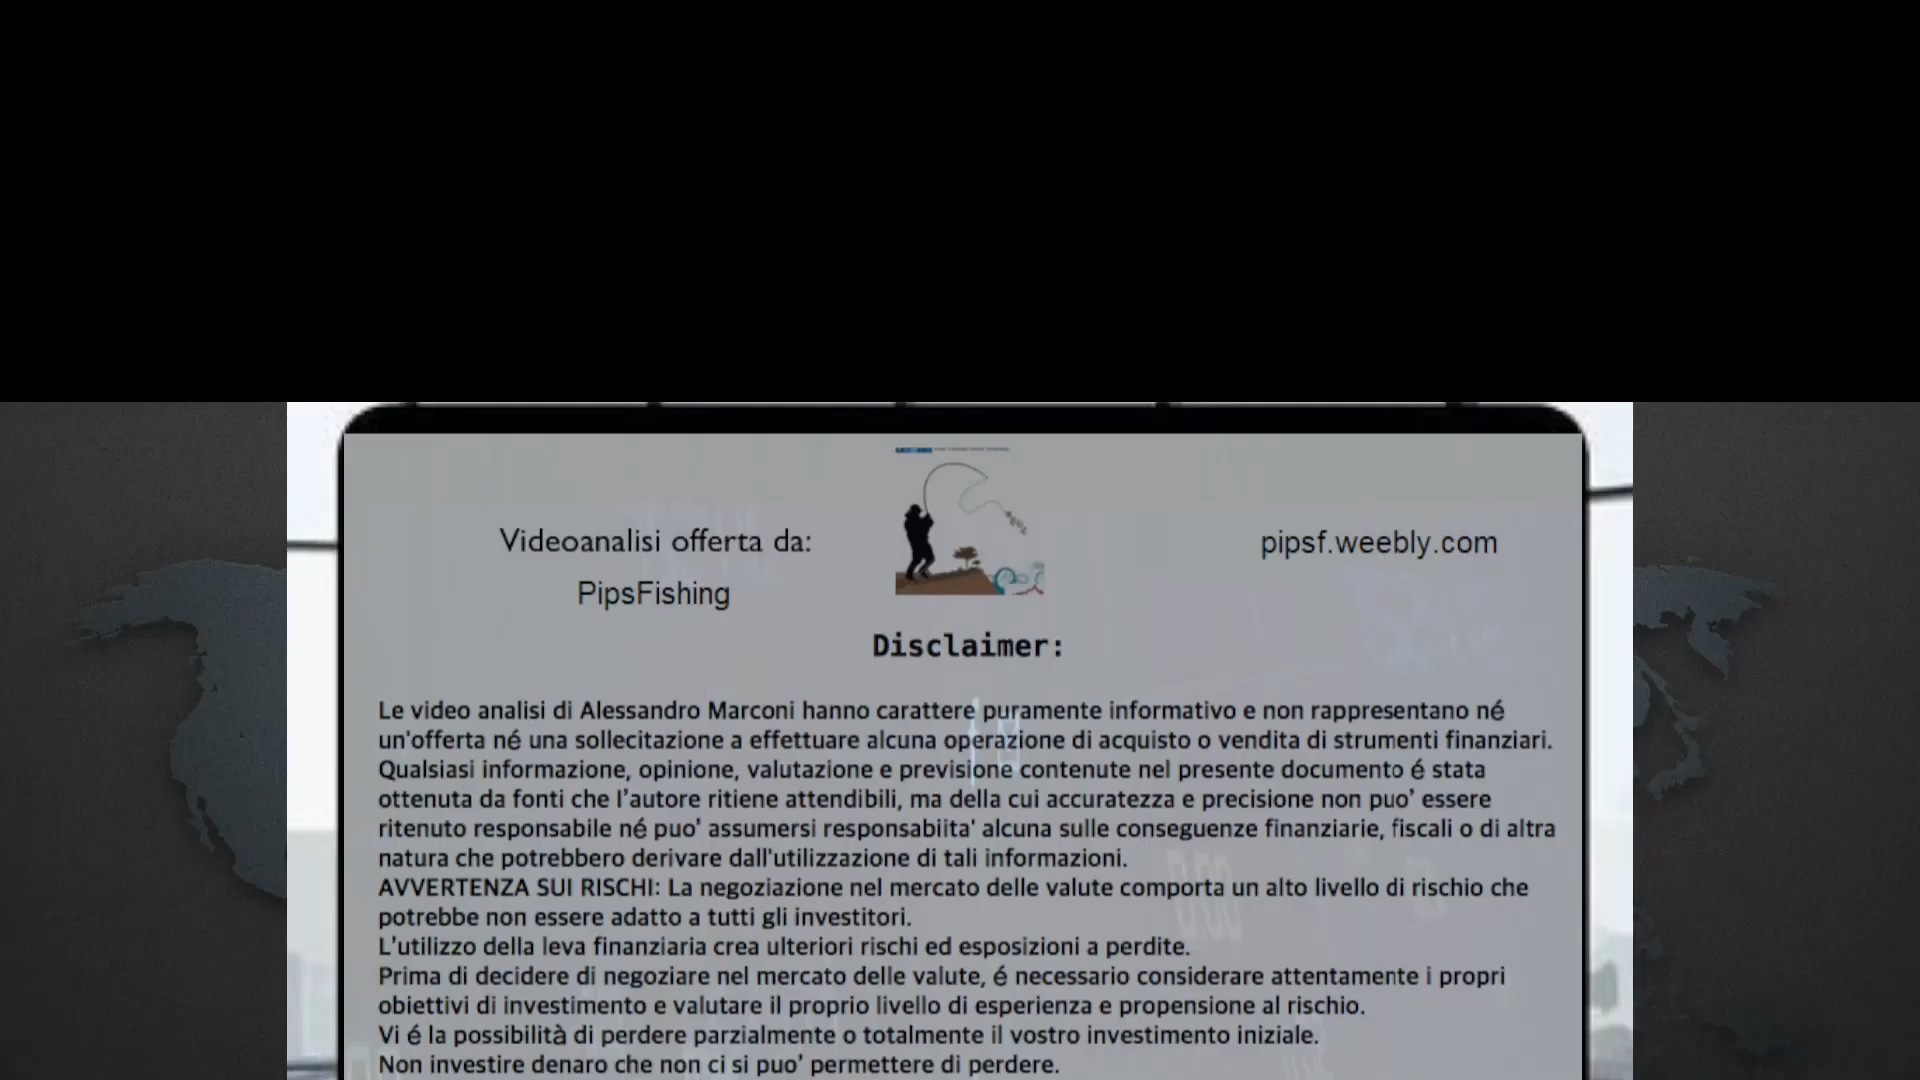 Videoanalisi offerta da:
PipsFishing
pipsf.weebly.com
Disclaimer:
Le video analisi di Alessandro Marconi hanno carattere puramente informativo e non rappresentano né
un'offerta né una sollecitazione a effettuare alcuna operazione di acquisto o vendita di strumenti finanziari.
Qualsiasi informazione, opinione, valutazione e previsione contenute nel presente documento é stata
ottenuta da fonti che l'autore ritiene attendibili, ma della cui accuratezza e precisione non puo' essere
ritenuto responsabile né puo' assumersi responsabiita' alcuna sulle conseguenze finanziarie, fiscali o di altra
natura che potrebbero derivare dall'utilizzazione di tali informazioni.
AVVERTENZA SUI RISCHI: La negoziazione nel mercato delle valute comporta un alto livello di rischio che
potrebbe non essere adatto a tutti gli investitori.
L'utilizzo della leva finanziaria crea ulteriori rischi ed esposizioni a perdite.
Prima di decidere di negoziare nel mercato delle valute, é necessario considerare attentamente i propri
obiettivi di investimento e valutare il proprio livello di esperienza e propensione al rischio.
Vi é la possibilità di perdere parzialmente o totalmente il vostro investimento iniziale.
Non investire denaro che non ci si puo' permettere di perdere.